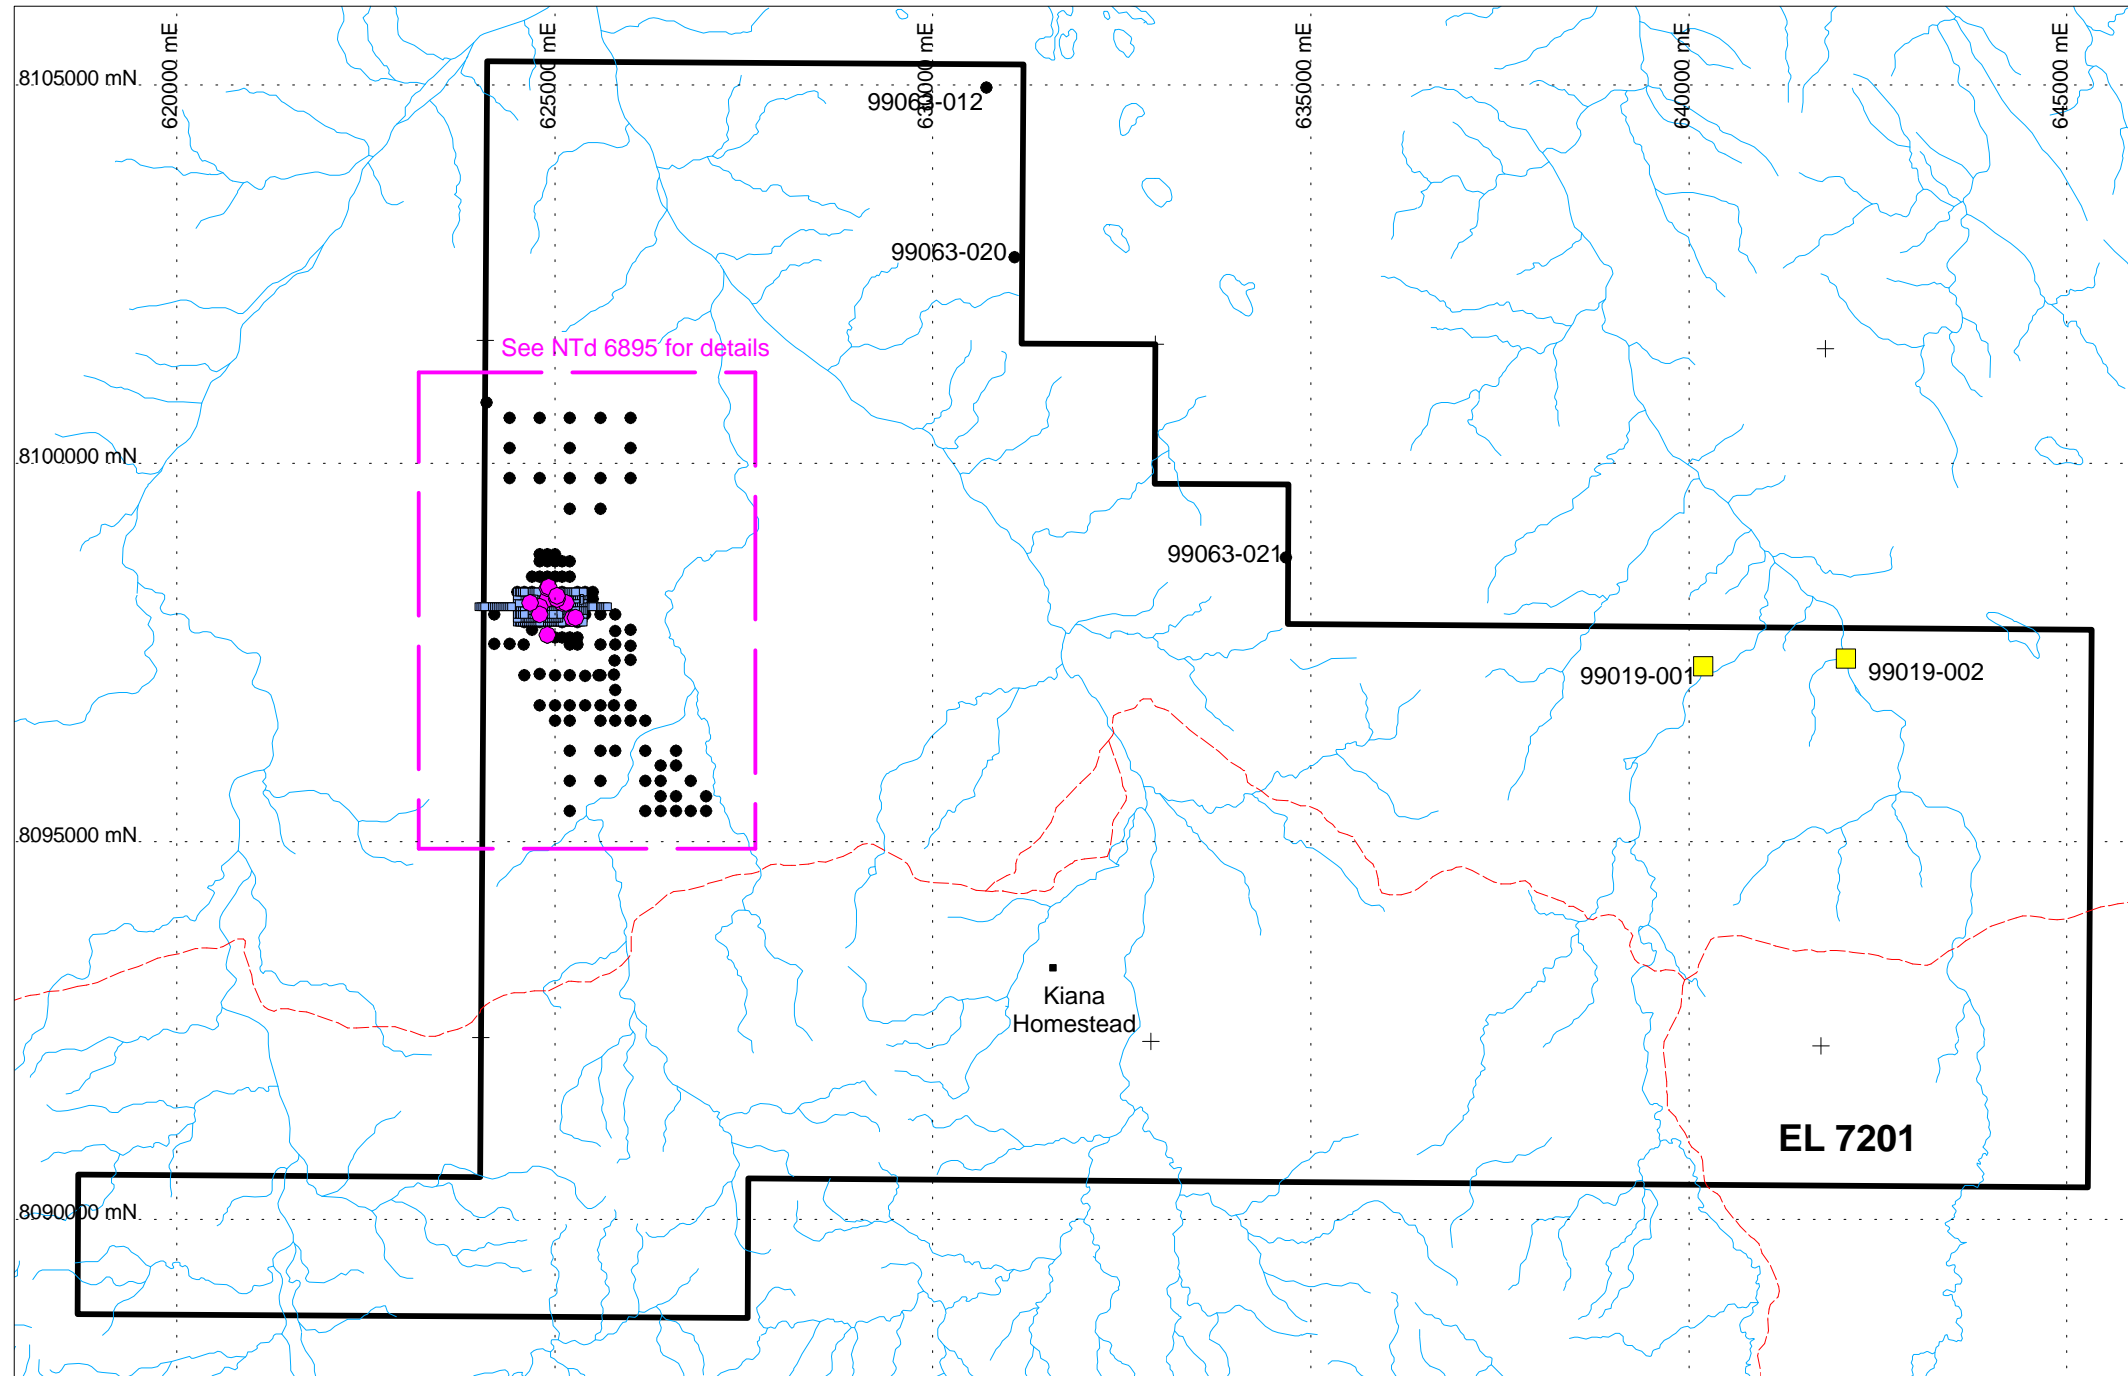 620000 mE
625000 mE
630000 mE
635000 mE
640000 mE
645000 mE
8105000 mN
99063-012
99063-020
See NTd 6895 for details
8100000 mN
99063-021
99019-001
99019-002
8095000 mN
Kiana
Homestead
EL 7201
8090000 mN